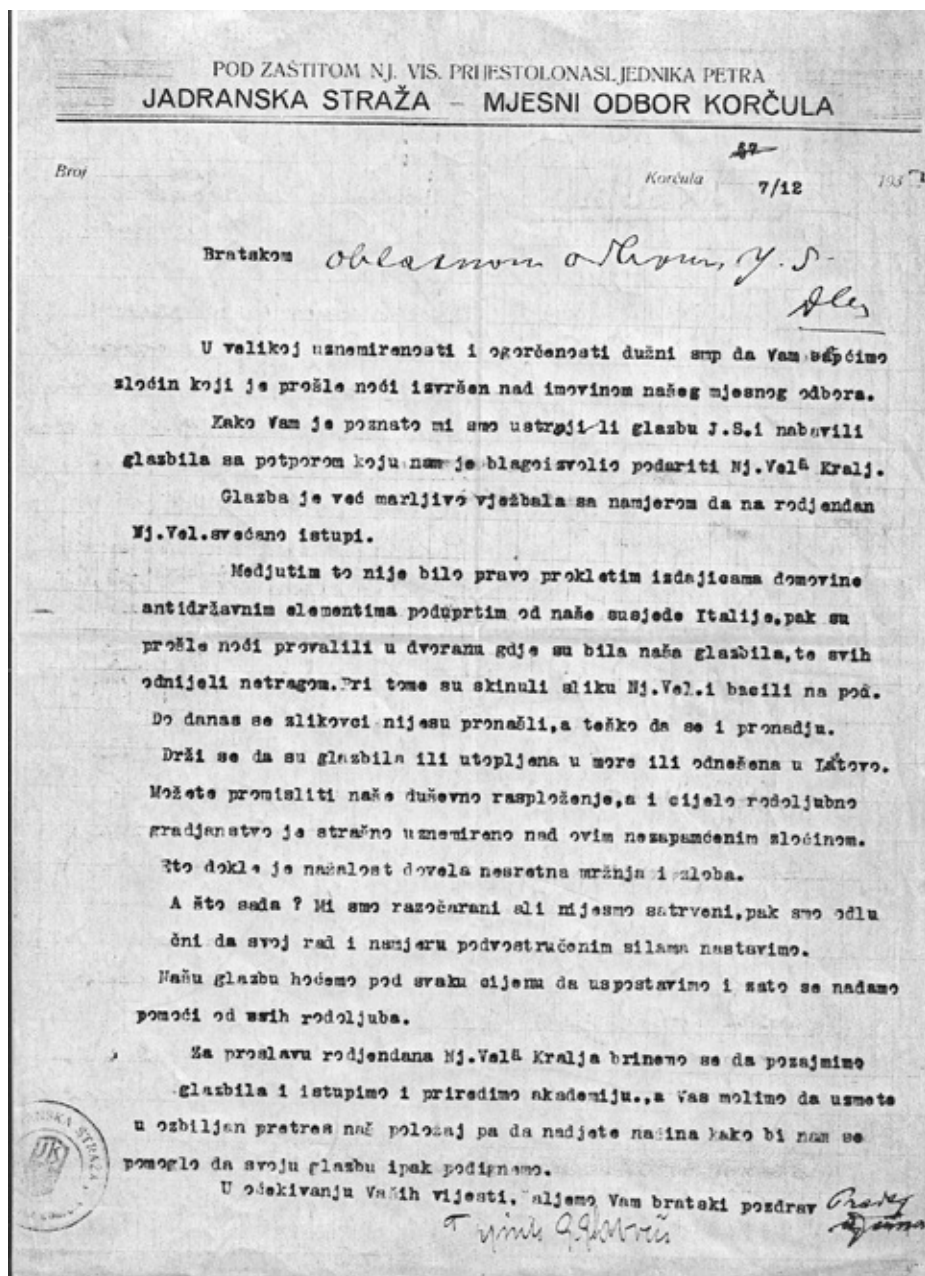 POD ZAŠTITOM NJ. VIS. PRIJESTOLONASLJEDNIKA PETRA
JADRANSKA STRAŽA – MJESNI ODBOR KORČULA
Broj
Korčula 7/12 193
Bratskom oblasnom odboru, J.S.
U velikoj uznemirenosti i ogorčenosti dužni smp da Vam sapćimo
zločin koji je prošle noći izvršen nad imovinom našeg mjesnog odbora.
Kako Vam je poznato mi smo ustrojili glazbu J.S.i nabavili
glazbila sa potporom koju nam je blagoizvolio podariti Nj.Vel. Kralj.
Glazba je već marljivo vježbala sa namjerom da na rodjendan
Nj.Vel.svečano istupi.
Medjutim to nije bilo pravo prokletim izdajicama domovine
antidržavnim elementima poduprtim od naše susjede Italije,pak su
prošle noći provalili u dvoranu gdje su bila naša glazbila,te svih
odnijeli netragom.Pri tome su skinuli sliku Nj.Vel.i bacili na pod.
Do danas se zlikovci nijesu pronašli,a teško da se i pronadju.
Drži se da su glazbila ili utopljena u more ili odnešena u Lâtovo.
Možete promisliti naše duševno rasploženje,a i cijelo rodoljubno
gradjanstvo je strašno uznemireno nad ovim nezapamćenim zločinom.
Eto dokle je nažalost dovela nesretna mržnja i zloba.
A što sada ? Mi smo razočarani ali nijesmo satrveni,pak smo odlu
čni da svoj rad i namjeru podvostručenim silama nastavimo.
Našu glazbu hoćemo pod svaku cijenu da uspostavimo i zato se nadamo
pomoći od svih rodoljuba.
Za proslavu rodjendana Nj.Vel. Kralja brinemo se da pozajmimo
glazbila i istupimo i priredimo akademiju.,a Vas molimo da uzmete
u ozbiljan pretres naš položaj pa da nadjete načina kako bi nam se
pomoglo da svoju glazbu ipak podignemo.
U očekivanju Vaših vijesti, šaljemo Vam bratski pozdrav